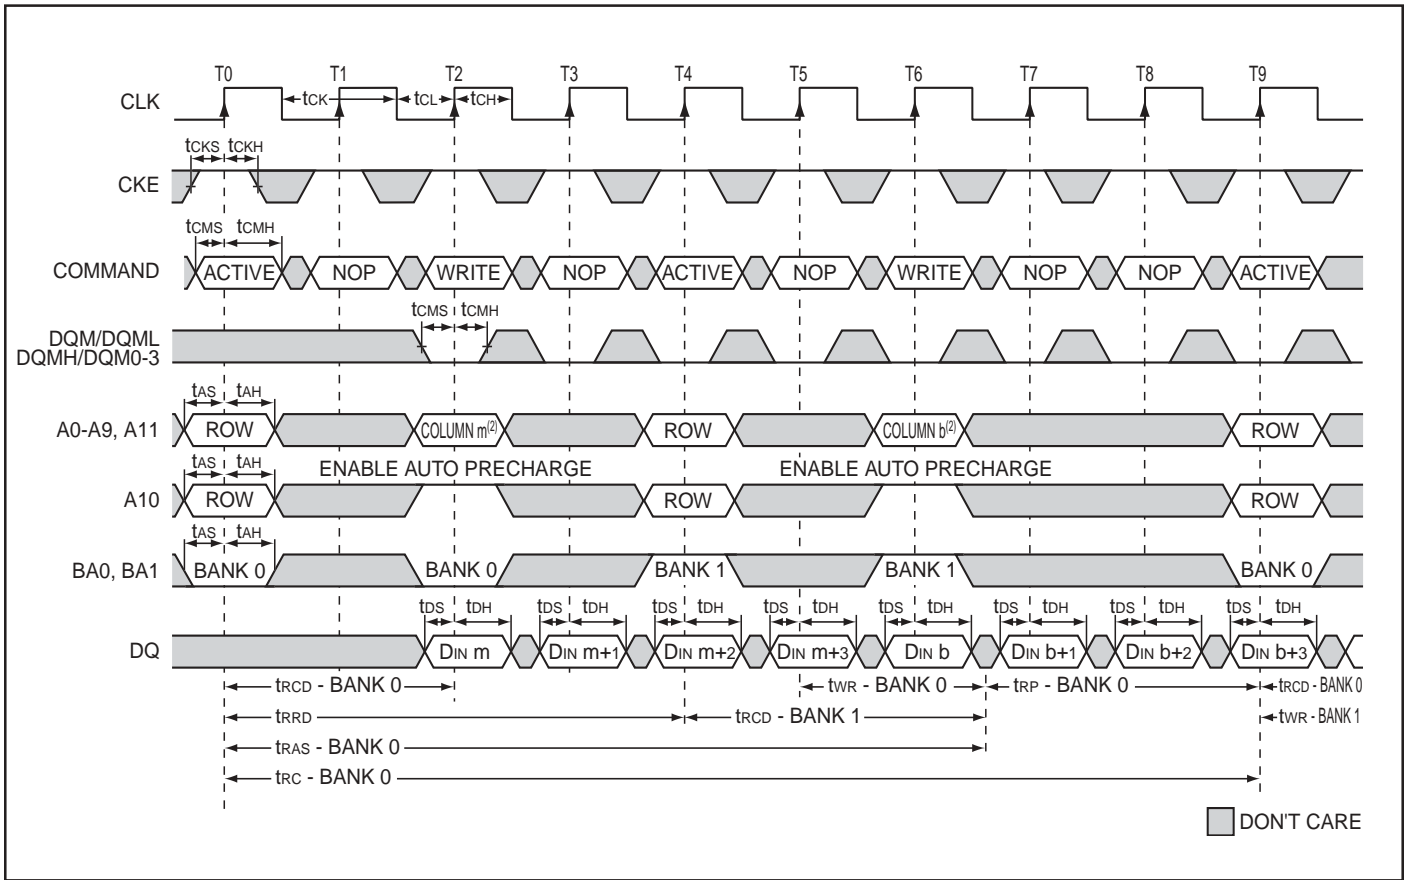 T0 T1 T2 T3 T4 T5 T6 T7 T8 T9
CLK tCK tCL tCH
tCKS tCKH
CKE
tCMS tCMH
COMMAND ACTIVE NOP WRITE NOP ACTIVE NOP WRITE NOP NOP ACTIVE
tCMS tCMH
DQM/DQML
DQMH/DQM0-3
tAS tAH
A0-A9, A11 ROW COLUMN m(2) ROW COLUMN b(2) ROW
tAS tAH ENABLE AUTO PRECHARGE ENABLE AUTO PRECHARGE
A10 ROW ROW ROW
tAS tAH
BA0, BA1 BANK 0 BANK 0 BANK 1 BANK 1 BANK 0
tDS tDH tDS tDH tDS tDH tDS tDH tDS tDH tDS tDH tDS tDH tDS tDH
DQ DIN m DIN m+1 DIN m+2 DIN m+3 DIN b DIN b+1 DIN b+2 DIN b+3
tRCD - BANK 0 tWR - BANK 0 tRP - BANK 0 tRCD - BANK 0
tRRD tRCD - BANK 1 tWR - BANK 1
tRAS - BANK 0
tRC - BANK 0
DON'T CARE